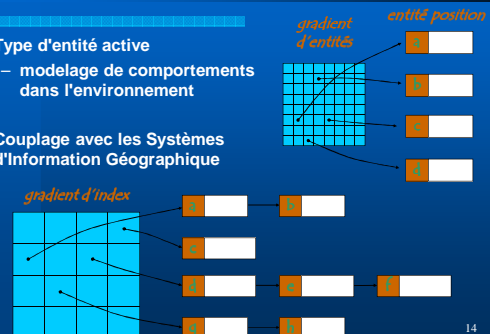 gradient
d'entités
entité position
Type d'entité active
– modelage de comportements
dans l'environnement
Couplage avec les Systèmes
d'Information Géographique
a
b
c
d
gradient d'index
a b
c
d e f
g h
14